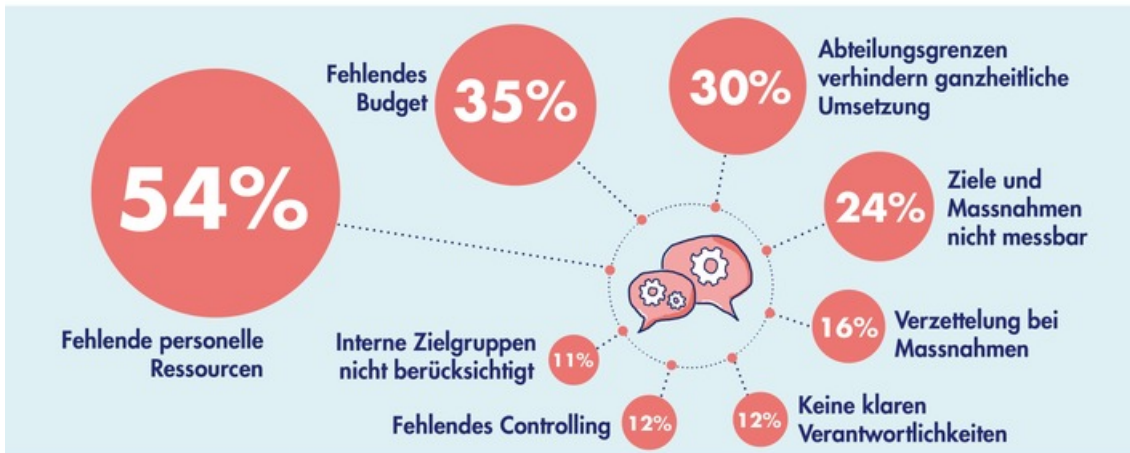 54%
Fehlende personelle
Ressourcen
Fehlendes
Budget
35%
30%
Abteilungsgrenzen
verhindern ganzheitliche
Umsetzung
24%
Ziele und
Massnahmen
nicht messbar
16%
Verzettelung bei
Massnahmen
12%
Keine klaren
Verantwortlichkeiten
Fehlendes Controlling
12%
Interne Zielgruppen
nicht berücksichtigt
11%